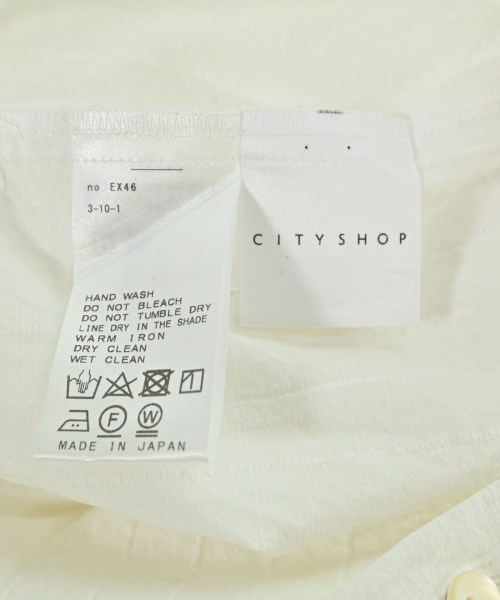 no. EX46
3-10-1
CITYSHOP
HAND WASH
DO NOT BLEACH
DO NOT TUMBLE DRY
LINE DRY IN THE SHADE
WARM IRON
DRY CLEAN
WET CLEAN
F W
MADE IN JAPAN